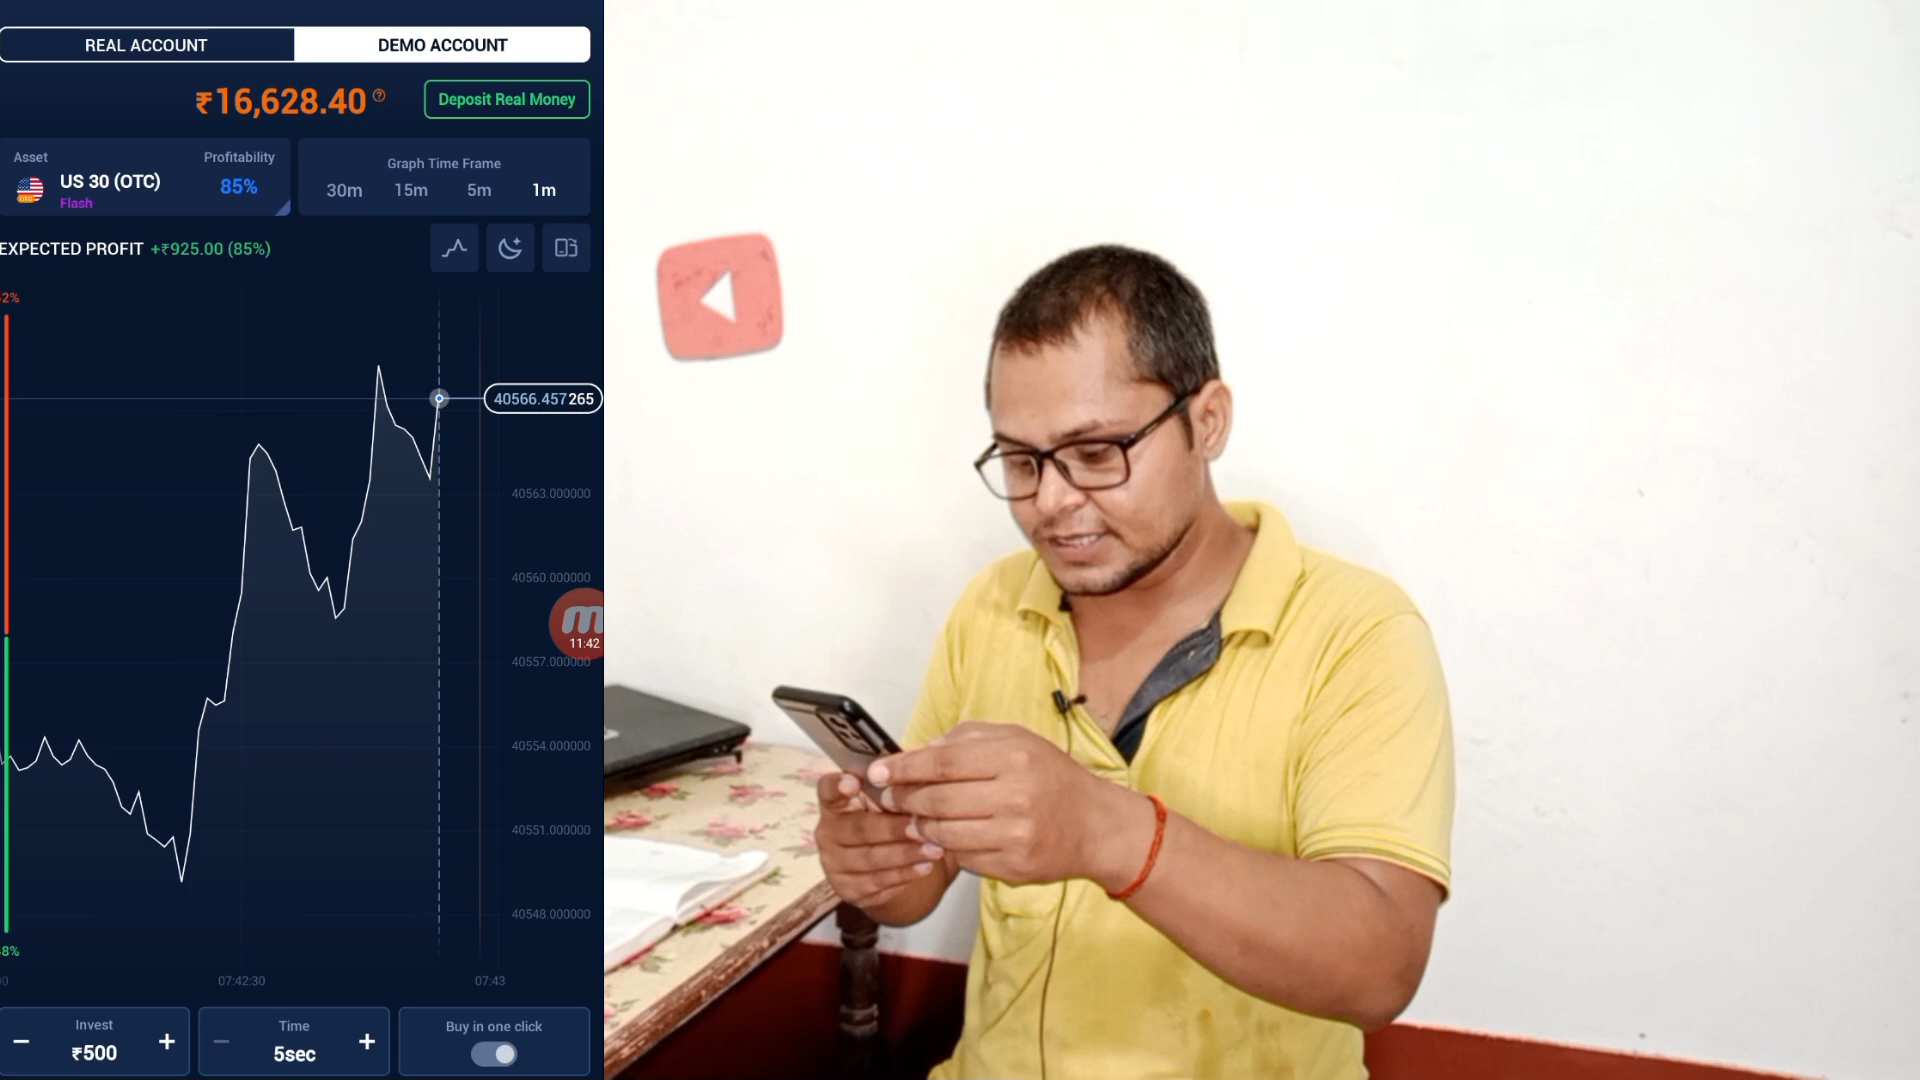 REAL ACCOUNT
DEMO ACCOUNT
₹16,628.40
Deposit Real Money
Asset
Profitability
US 30 (OTC)
85%
Flash
Graph Time Frame
30m 15m 5m 1m
EXPECTED PROFIT +₹925.00 (85%)
2%
40566.457265
40563.000000
40560.000000
m
11:42
40557.000000
40554.000000
40551.000000
40548.000000
8%
07:42:30
07:43
Invest
− ₹500 +
Time
− 5sec +
Buy in one click